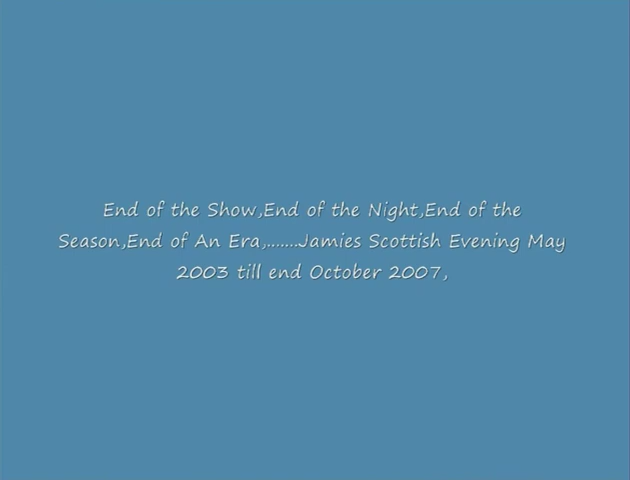 End of the Show,End of the Night,End of the
Season,End of An Era,.......Jamies Scottish Evening May
2003 till end October 2007,